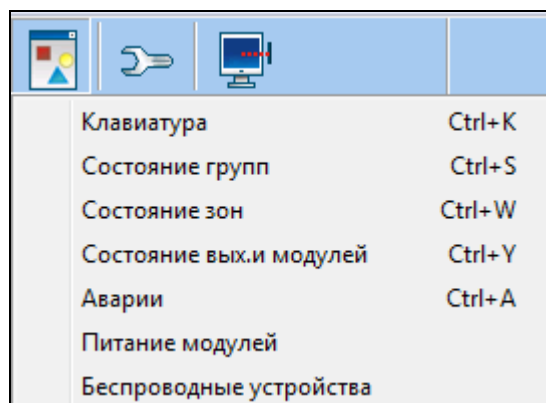 Клавиатура Ctrl+K
Состояние групп Ctrl+S
Состояние зон Ctrl+W
Состояние вых.и модулей Ctrl+Y
Аварии Ctrl+A
Питание модулей
Беспроводные устройства